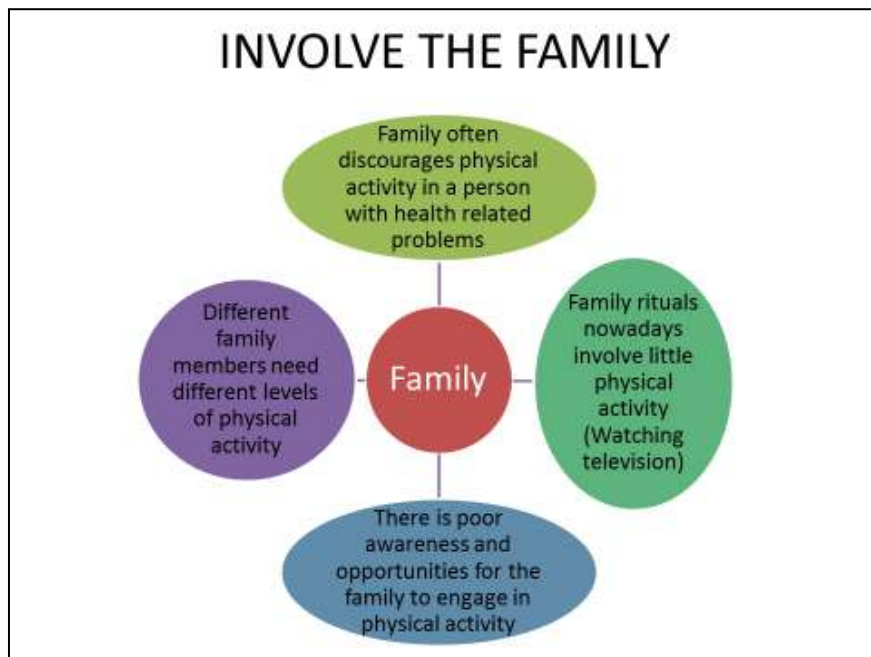 INVOLVE THE FAMILY
Family often
discourages physical
activity in a person
with health related
problems
Different
family
members need
different levels
of physical
activity
Family
Family rituals
nowadays
involve little
physical
activity
(Watching
television)
There is poor
awareness and
opportunities for the
family to engage in
physical activity